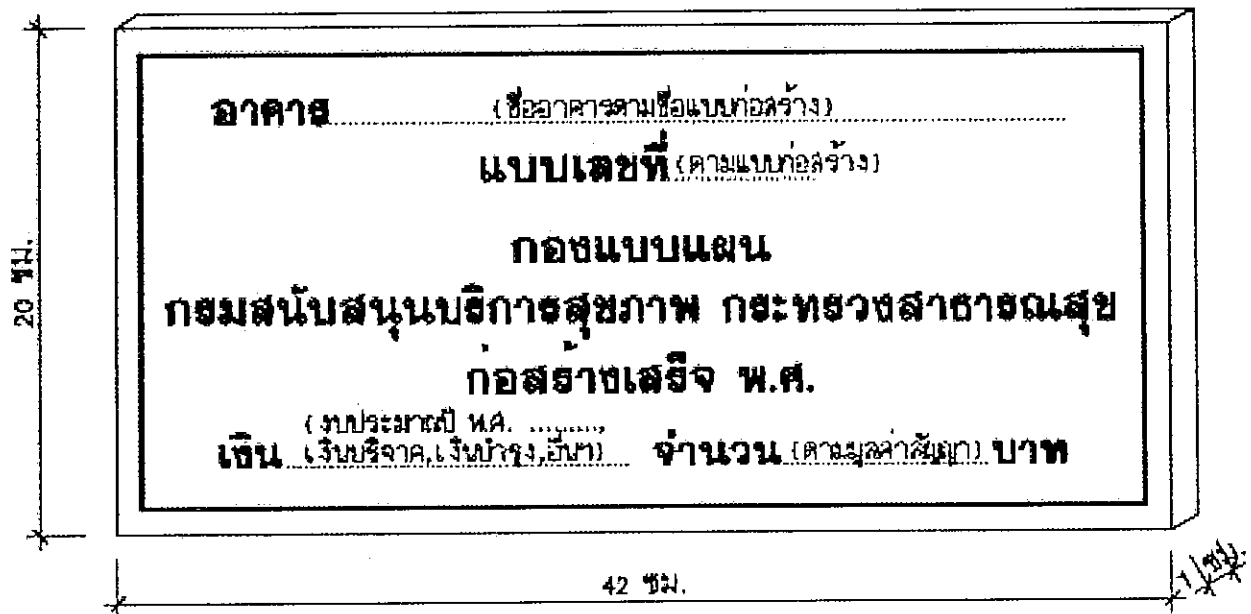 อาคาร (ชื่ออาคารตามชื่อแบบก่อสร้าง)
แบบเลขที่ (ตามแบบก่อสร้าง)
กองแบบแผน
กรมสนับสนุนบริการสุขภาพ กระทรวงสาธารณสุข
ก่อสร้างเสร็จ พ.ศ.
(งบประมาณปี พ.ศ. ........,
เงิน เงินบริจาค,เงินบำรุง,อื่นๆ) จำนวน (ตามมูลค่าสัญญา) บาท
20 ซม.
42 ซม.
1 ซม.